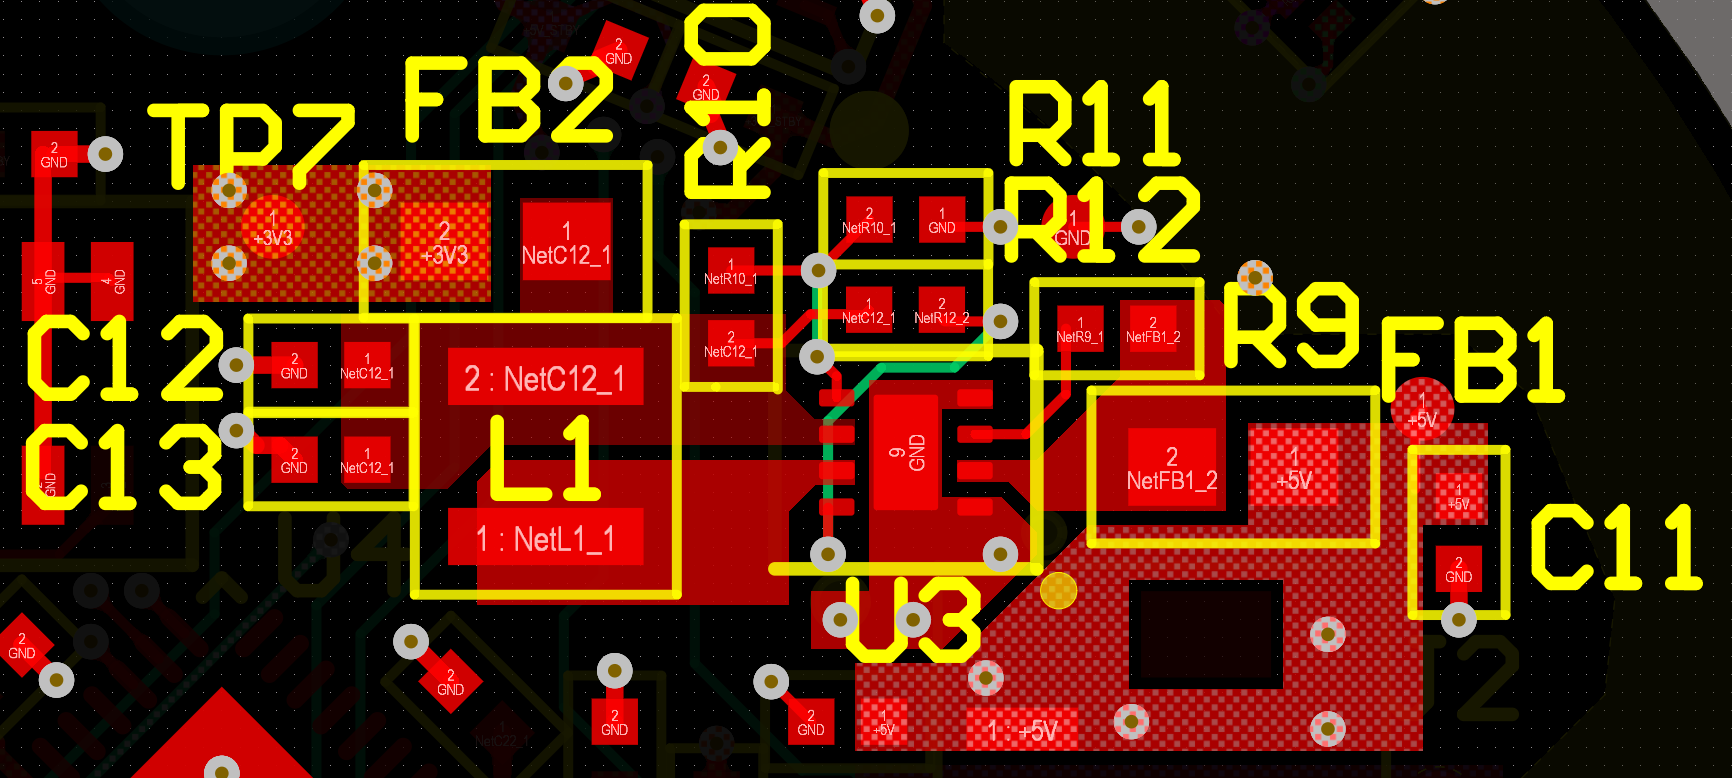 R10
FB2
TP7
R11
R12
2
GND
2
GND
2
GND
1
+3V3
2
+3V3
1
NetC12_1
2
NetR10_1
1
GND
1
GND
1
NetR10_1
2
NetC12_1
1
NetC12_1
2
NetR12_2
5
GND
4
GND
1
NetR9_1
2
NetFB1_2
R9
FB1
C12
2
GND
1
NetC12_1
2 : NetC12_1
1
+5V
C13
2
GND
1
NetC12_1
L1
9
GND
2
NetFB1_2
1
+5V
1
+5V
GND
1 : NetL1_1
C11
2
GND
U4
U3
2
GND
2
GND
2
GND
2
GND
1
+5V
1 : +5V
NetC22_1